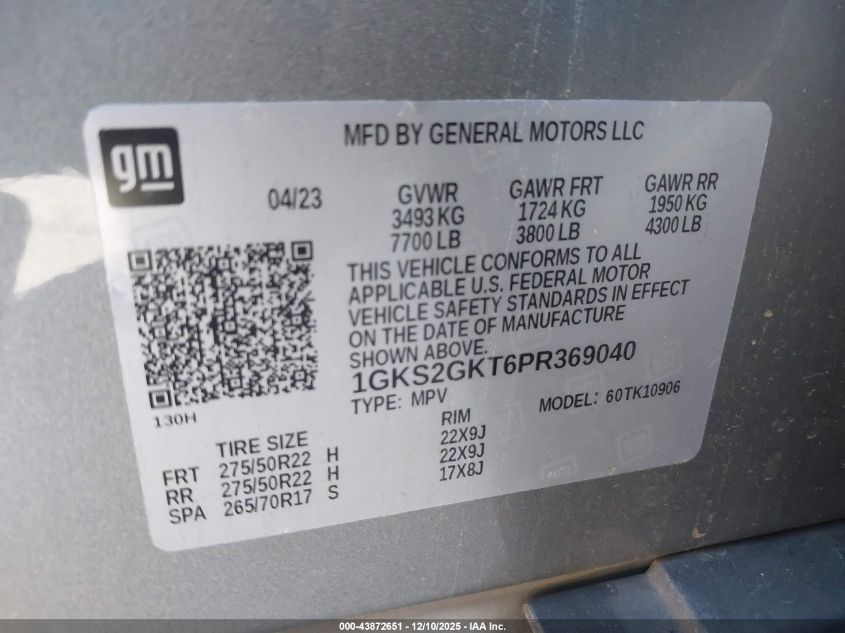 gm
MFD BY GENERAL MOTORS LLC
04/23
GVWR
3493 KG
7700 LB
GAWR FRT
1724 KG
3800 LB
GAWR RR
1950 KG
4300 LB
THIS VEHICLE CONFORMS TO ALL
APPLICABLE U.S. FEDERAL MOTOR
VEHICLE SAFETY STANDARDS IN EFFECT
ON THE DATE OF MANUFACTURE
SHOWN ABOVE.
1GKS2GKT6PR369040
TYPE: MPV
MODEL: 60TK10906
130H
TIRE SIZE
RIM
FRT 275/50R22 H 22X9J
RR 275/50R22 H 22X9J
SPA 265/70R17 S 17X8J
000-43872651 - 12/10/2025 - IAA Inc.